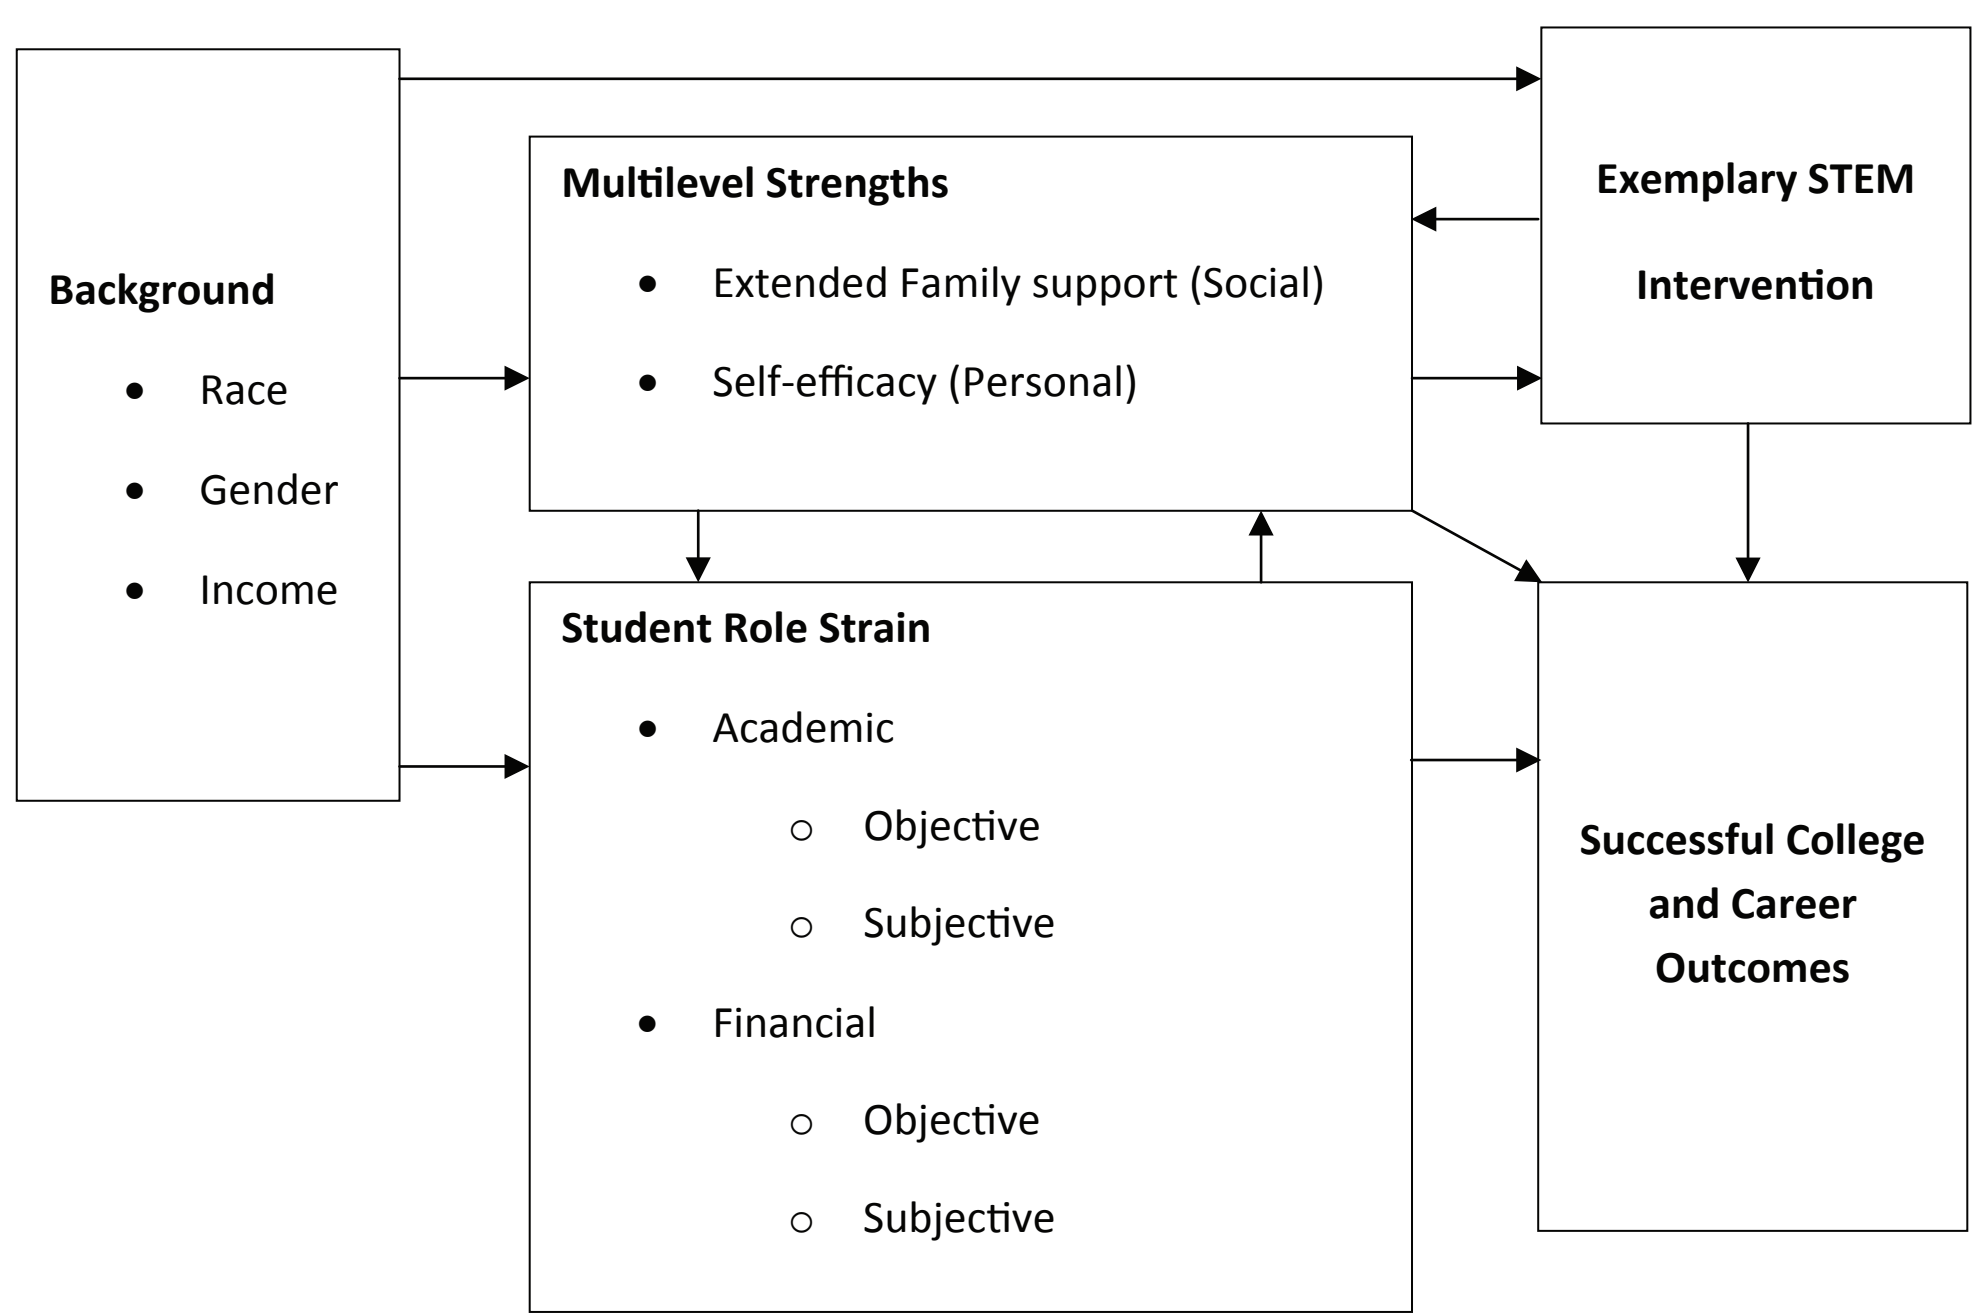 Background
• Race
• Gender
• Income
Multilevel Strengths
• Extended Family support (Social)
• Self-efficacy (Personal)
Student Role Strain
• Academic
o Objective
o Subjective
• Financial
o Objective
o Subjective
Exemplary STEM
Intervention
Successful College
and Career
Outcomes